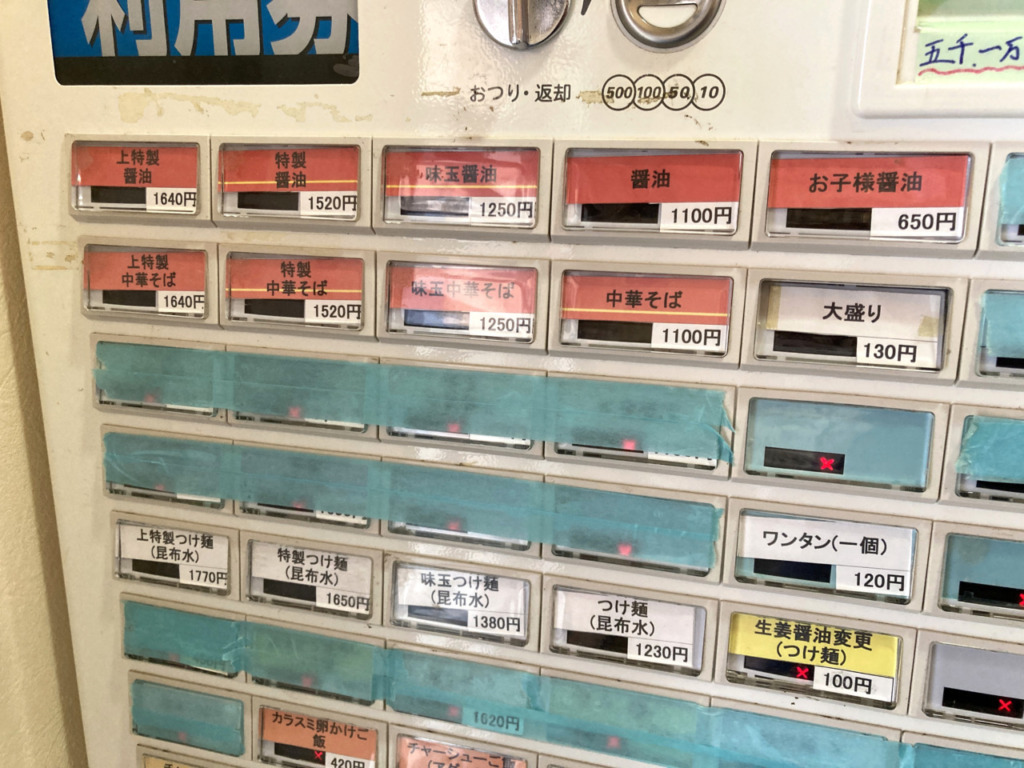 利用券
五千.一万
おつり・返却 500 100 50 10
上特製
醤油
1640円
特製
醤油
1520円
味玉醤油
1250円
醤油
1100円
お子様醤油
650円
上特製
中華そば
1640円
特製
中華そば
1520円
味玉中華そば
1250円
中華そば
1100円
大盛り
130円
上特製つけ麺
(昆布水)
1770円
特製つけ麺
(昆布水)
1650円
味玉つけ麺
(昆布水)
1380円
つけ麺
(昆布水)
1230円
ワンタン(一個)
120円
生姜醤油変更
(つけ麺)
100円
1620円
カラスミ卵かけご
飯
420円
チャーシューご飯